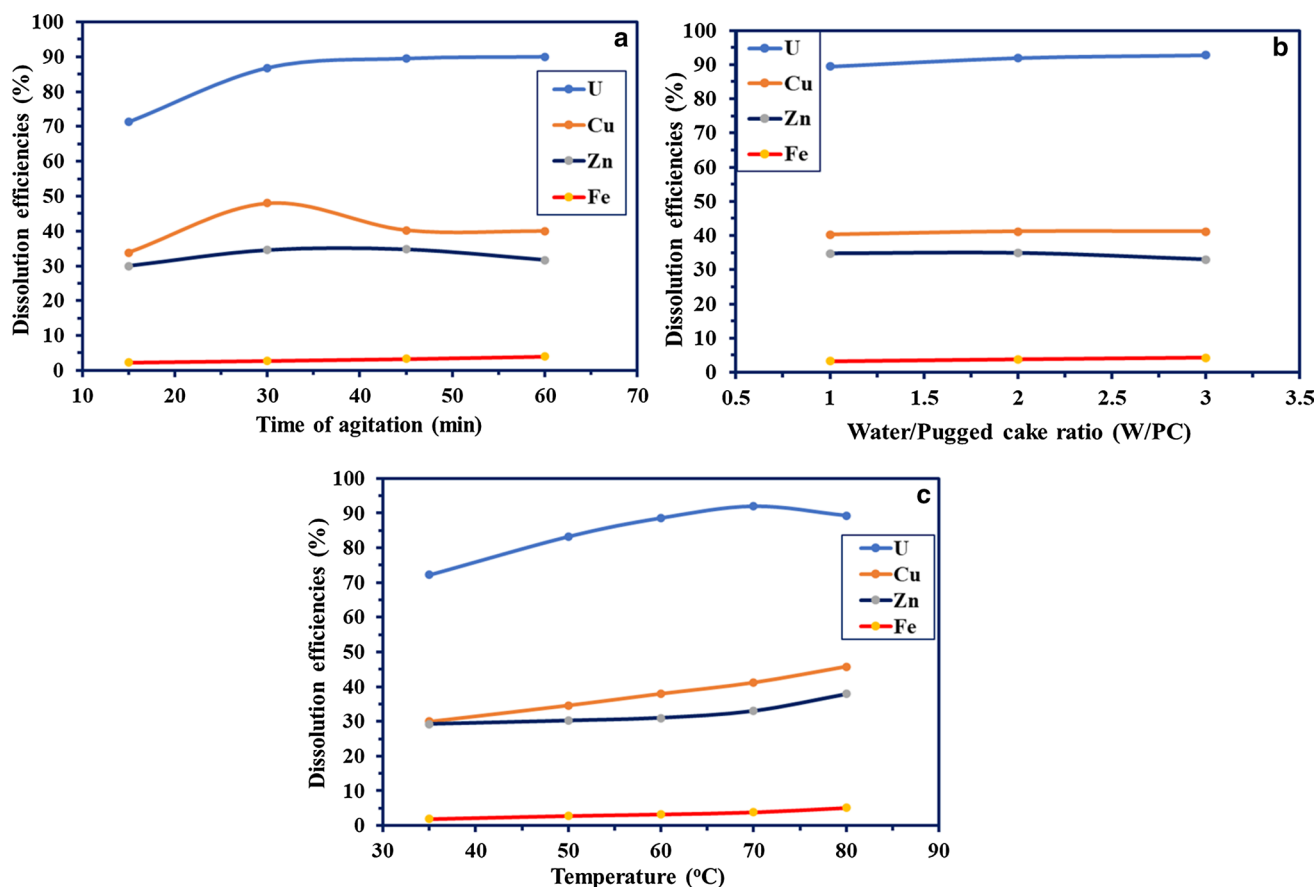 a
100
90
80
70
60
50
40
30
20
10
0
Dissolution efficiencies (%)
U
Cu
Zn
Fe
10 20 30 40 50 60 70
Time of agitation (min)
b
100
90
80
70
60
50
40
30
20
10
0
Dissolution efficiencies (%)
U
Cu
Zn
Fe
0.5 1 1.5 2 2.5 3 3.5
Water/Pugged cake ratio (W/PC)
c
100
90
80
70
60
50
40
30
20
10
0
Dissolution efficiencies (%)
U
Cu
Zn
Fe
30 40 50 60 70 80 90
Temperature (°C)